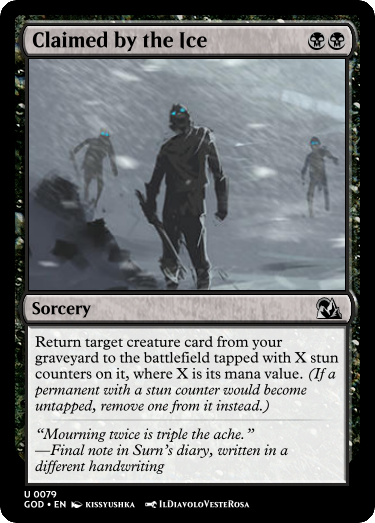 Claimed by the Ice
Sorcery
Return target creature card from your
graveyard to the battlefield tapped with X stun
counters on it, where X is its mana value. (If a
permanent with a stun counter would become
untapped, remove one from it instead.)
“Mourning twice is triple the ache.”
—Final note in Surn’s diary, written in a
different handwriting
U 0079
GOD • EN KISSYUSHKA IlDiavoloVesteRosa